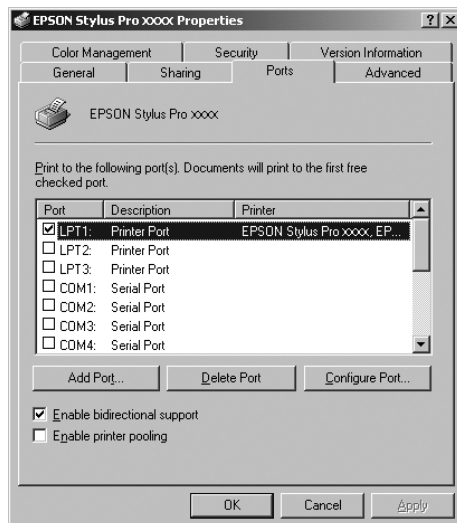 EPSON Stylus Pro XXXX Properties
Color Management Security Version Information
General Sharing Ports Advanced
EPSON Stylus Pro xxxx
Print to the following port(s). Documents will print to the first free
checked port.
Port Description Printer
LPT1: Printer Port EPSON Stylus Pro xxxx, EP...
LPT2: Printer Port
LPT3: Printer Port
COM1: Serial Port
COM2: Serial Port
COM3: Serial Port
COM4: Serial Port
Add Port... Delete Port Configure Port...
Enable bidirectional support
Enable printer pooling
OK Cancel Apply